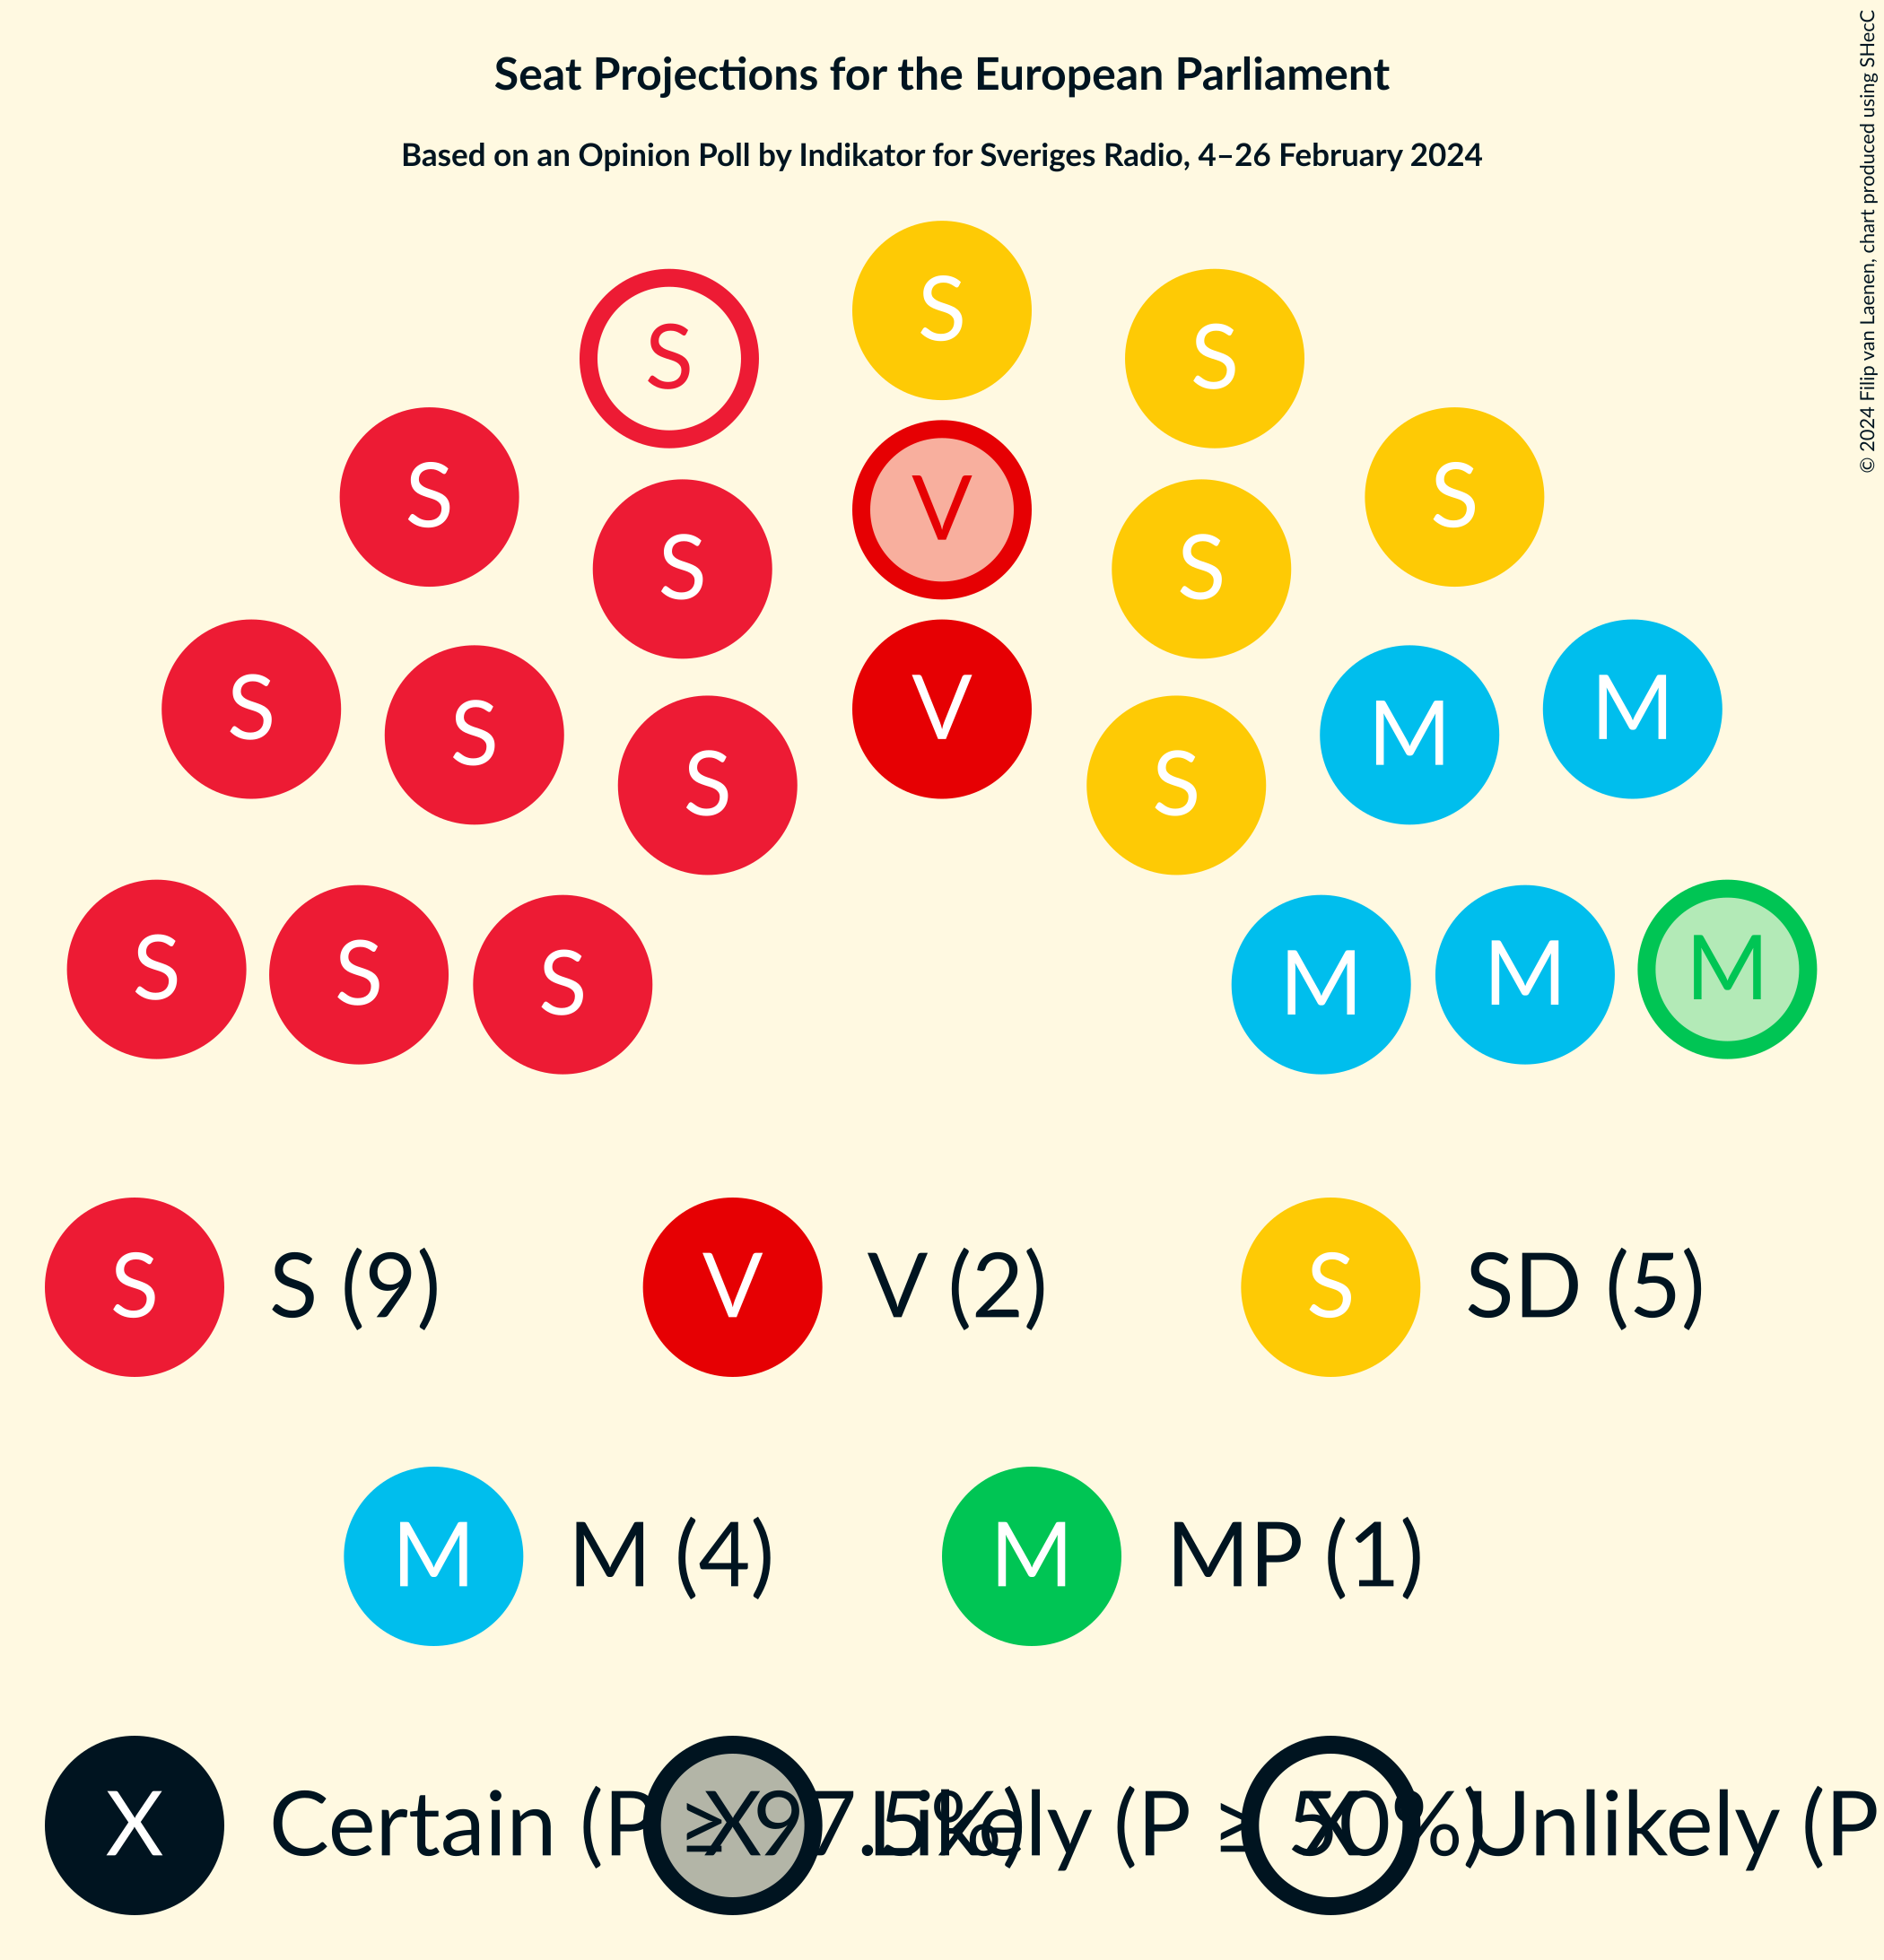 Seat Projections for the European Parliament
Based on an Opinion Poll by Indikator for Sveriges Radio, 4–26 February 2024
© 2024 Filip van Laenen, chart produced using SHecC
S
S
S
S
S
V
S
S
S
S
S
V
M
M
S
S
S
S
S
M
M
M
S S (9) V V (2) S SD (5)
M M (4) M MP (1)
X Certain (P ≥ 97.5%) X Likely (P ≥ 50%) X Unlikely (P